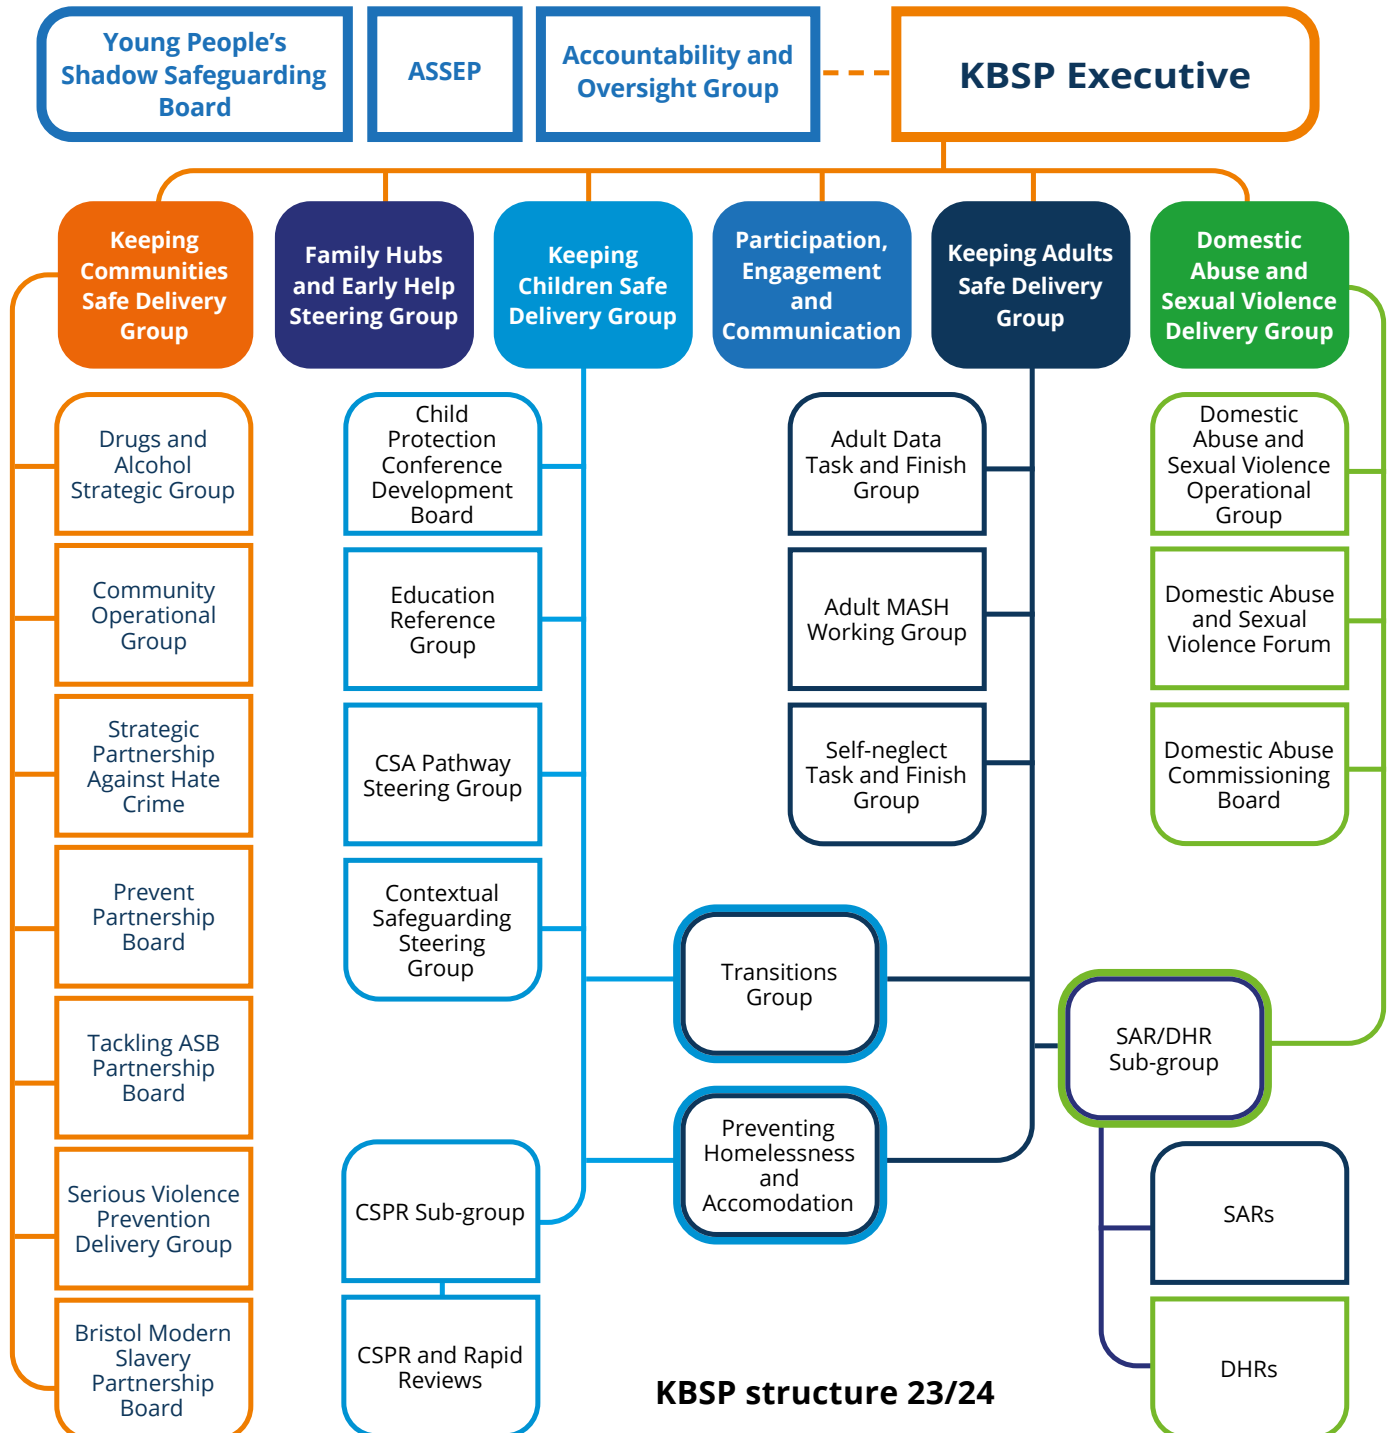 Young People’s
Shadow Safeguarding
Board
ASSEP
Accountability and
Oversight Group
KBSP Executive
Keeping
Communities
Safe Delivery
Group
Family Hubs
and Early Help
Steering Group
Keeping
Children Safe
Delivery Group
Participation,
Engagement
and
Communication
Keeping Adults
Safe Delivery
Group
Domestic
Abuse and
Sexual Violence
Delivery Group
Drugs and
Alcohol
Strategic Group
Community
Operational
Group
Strategic
Partnership
Against Hate
Crime
Prevent
Partnership
Board
Tackling ASB
Partnership
Board
Serious Violence
Prevention
Delivery Group
Bristol Modern
Slavery
Partnership
Board
Child
Protection
Conference
Development
Board
Education
Reference
Group
CSA Pathway
Steering Group
Contextual
Safeguarding
Steering
Group
CSPR Sub-group
CSPR and Rapid
Reviews
Transitions
Group
Preventing
Homelessness
and
Accomodation
Adult Data
Task and Finish
Group
Adult MASH
Working Group
Self-neglect
Task and Finish
Group
Domestic
Abuse and
Sexual Violence
Operational
Group
Domestic Abuse
and Sexual
Violence Forum
Domestic Abuse
Commissioning
Board
SAR/DHR
Sub-group
SARs
DHRs
KBSP structure 23/24